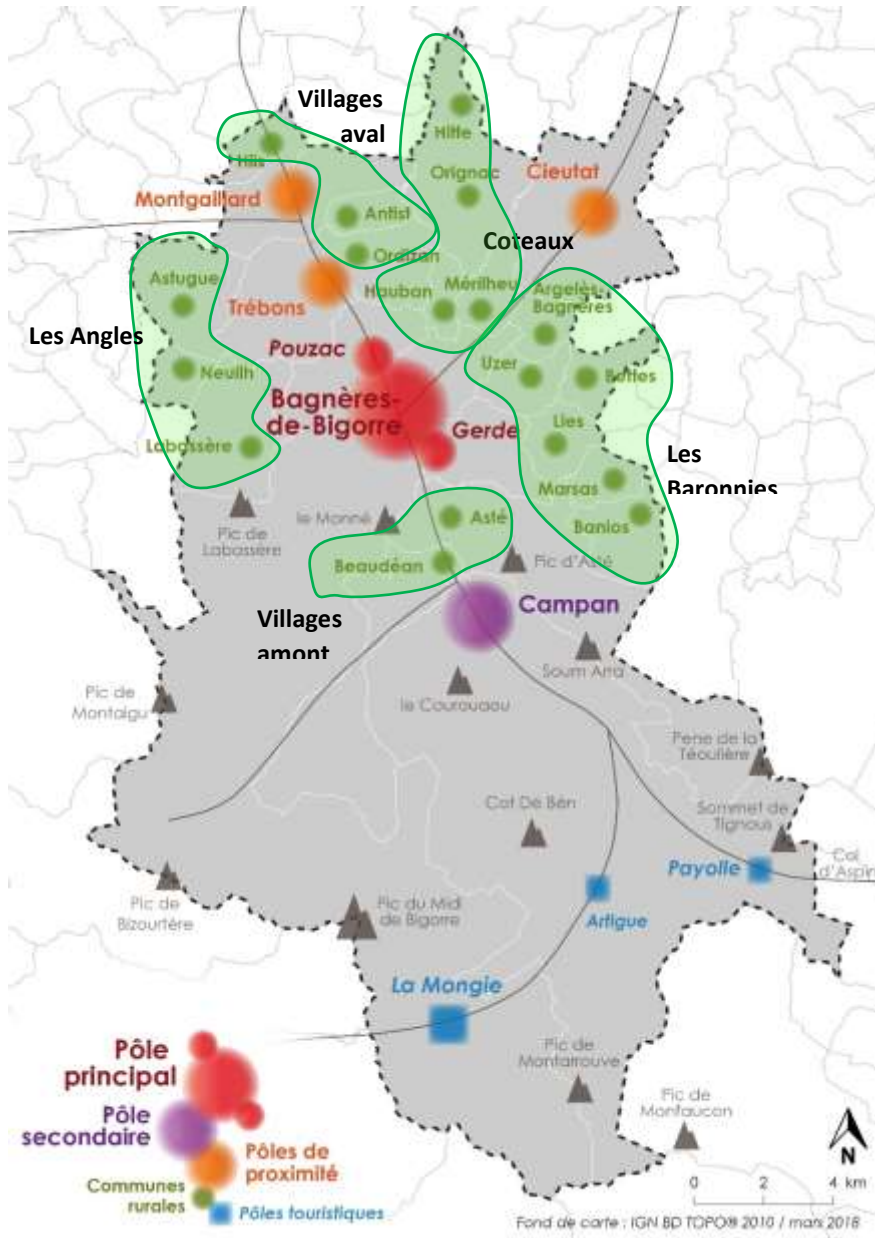 Villages
aval
Hitte
Hiis
Orignac
Cieutat
Montgaillard
Antist
Coteaux
Ordizan
Astugue
Trébons
Hauban
Mérilheu
Argelès-
Bagnères
Les Angles
Pouzac
Uzer
Neuilh
Bettes
Bagnères-
de-Bigorre
Lies
Gerde
Labassère
Les
Baronnies
Marsas
Banios
Pic de
Labassère
le Monné
Asté
Beaudéan
Pic d'Asté
Villages
amont
Campan
Soum Arra
Pic de
Montaigu
le Courouaou
Pene de la
Téoulière
Cot De Bén
Sommet de
Tignous
Payolle
Col
d'Aspin
Pic de
Bizourtère
Pic du Midi
de Bigorre
Artigue
La Mongie
Pôle
principal
Pic de
Montarrouye
Pôle
secondaire
Pic de
Montaucon
Pôles de
proximité
Communes
rurales
Pôles touristiques
N
0 2 4 km
Fond de carte : IGN BD TOPO® 2010 / mars 2018